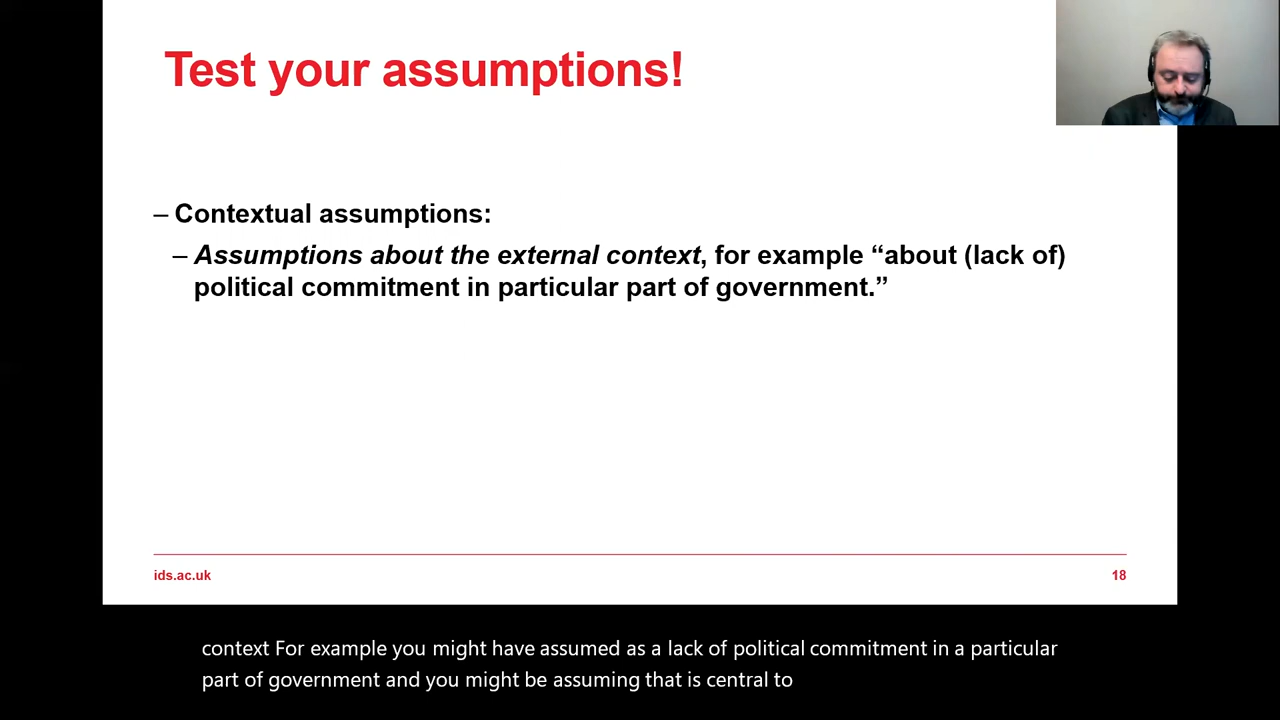 Test your assumptions!
– Contextual assumptions:
– Assumptions about the external context, for example “about (lack of)
political commitment in particular part of government.”
ids.ac.uk
18
context For example you might have assumed as a lack of political commitment in a particular
part of government and you might be assuming that is central to